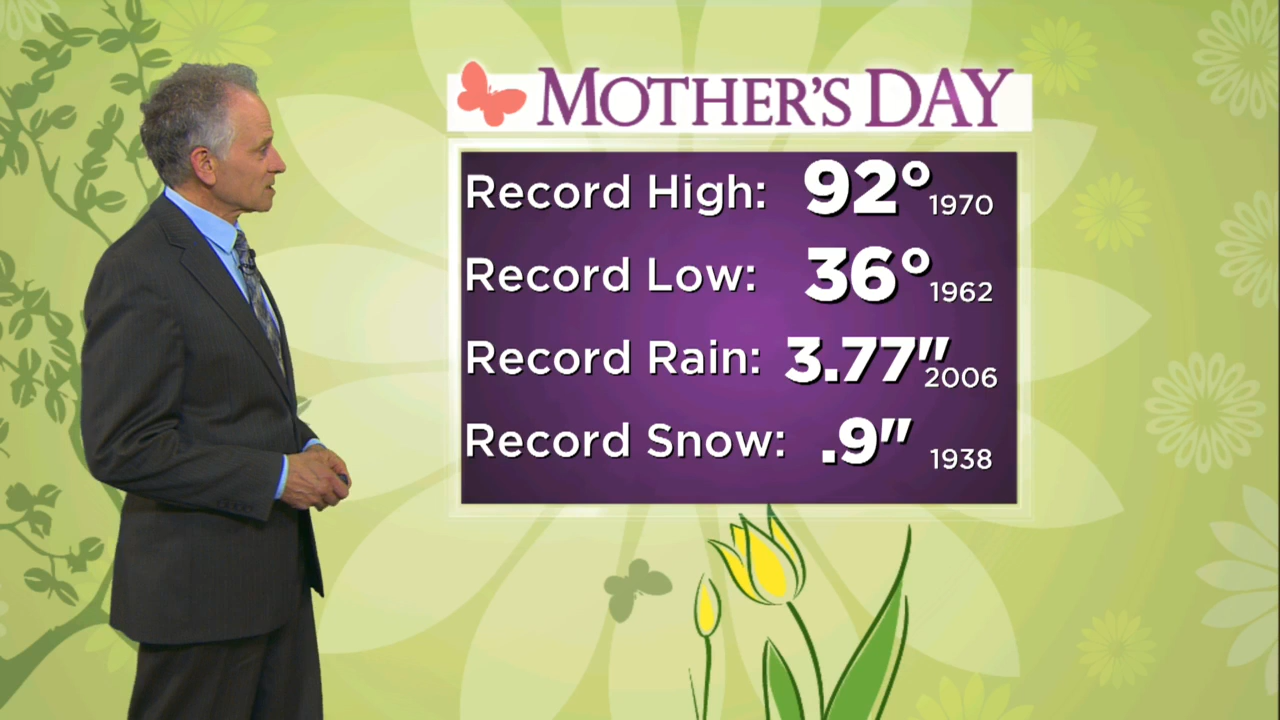 MOTHER'S DAY
Record High: 92° 1970
Record Low: 36° 1962
Record Rain: 3.77" 2006
Record Snow: .9" 1938